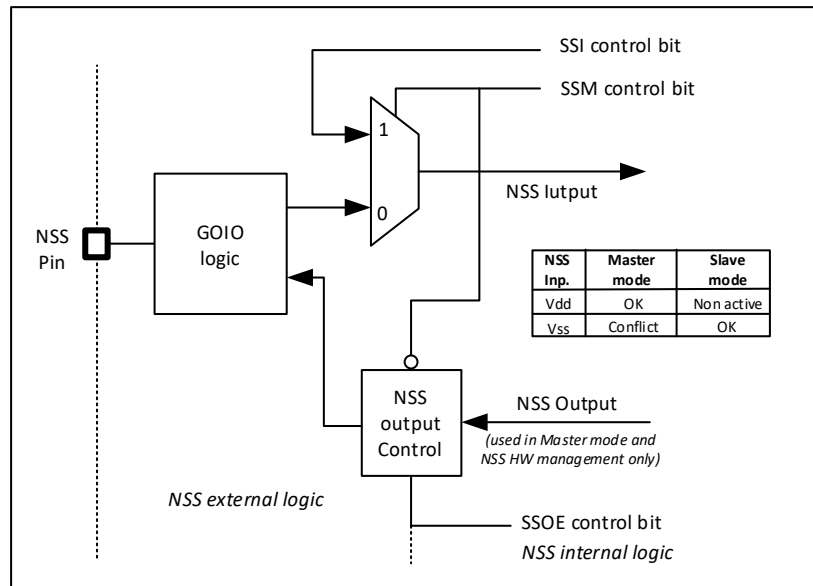 SSI control bit
SSM control bit
1
NSS Iutput
0
NSS
Pin
GOIO
logic
NSS Inp. Master mode Slave mode
Vdd OK Non active
Vss Conflict OK
NSS
output
Control
NSS Output
(used in Master mode and
NSS HW management only)
NSS external logic
SSOE control bit
NSS internal logic